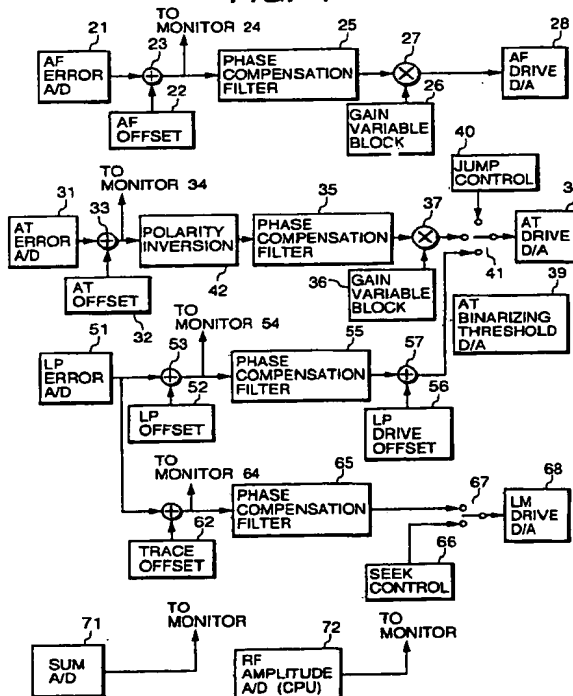 TO
MONITOR 24
21
23
25
27
28
AF
ERROR
A/D
PHASE
COMPENSATION
FILTER
AF
DRIVE
D/A
22
26
AF
OFFSET
GAIN
VARIABLE
BLOCK
40
JUMP
CONTROL
TO
MONITOR 34
31
33
35
37
AT
ERROR
A/D
POLARITY
INVERSION
PHASE
COMPENSATION
FILTER
AT
DRIVE
D/A
42
41
AT
OFFSET
32
36
GAIN
VARIABLE
BLOCK
39
AT
BINARIZING
THRESHOLD
D/A
TO
MONITOR 54
51
53
55
57
LP
ERROR
A/D
PHASE
COMPENSATION
FILTER
52
56
LP
OFFSET
LP
DRIVE
OFFSET
TO
MONITOR 64
65
67
68
PHASE
COMPENSATION
FILTER
LM
DRIVE
D/A
62
66
TRACE
OFFSET
SEEK
CONTROL
71
TO
MONITOR
72
TO
MONITOR
SUM
A/D
RF
AMPLITUDE
A/D (CPU)